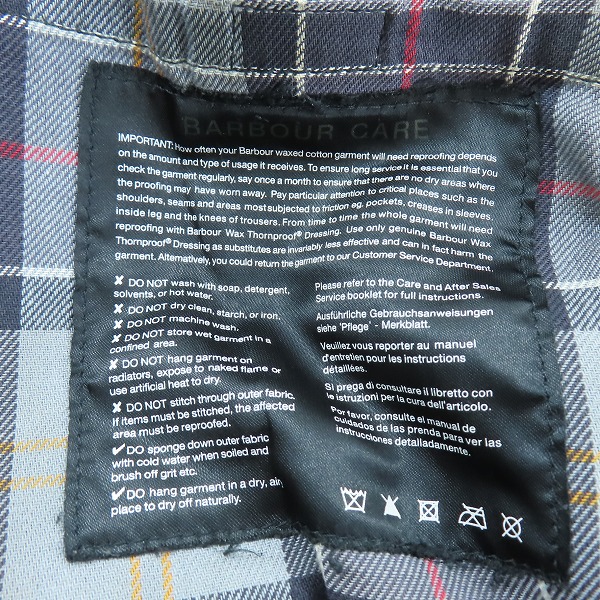 BARBOUR CARE
IMPORTANT: How often your Barbour waxed cotton garment will need reproofing depends
on the amount and type of usage it receives. To ensure long service it is essential that you
check the garment regularly, say once a month to ensure that there are no dry areas where
the proofing may have worn away. Pay particular attention to critical places such as the
shoulders, seams and areas most subjected to friction eg. pockets, creases in sleeves,
inside leg and the knees of trousers. From time to time the whole garment will need
reproofing with Barbour Wax Thornproof® Dressing. Use only genuine Barbour Wax
Thornproof® Dressing as substitutes are invariably less effective and can in fact harm the
garment. Alternatively, you could return the garment to our Customer Service Department.
✘ DO NOT wash with soap, detergent,
solvents, or hot water.
✘ DO NOT dry clean, starch, or iron.
✘ DO NOT machine wash.
✘ DO NOT store wet garment in a
confined area.
✘ DO NOT hang garment on
radiators, expose to naked flame or
use artificial heat to dry.
✘ DO NOT stitch through outer fabric.
If items must be stitched, the affected
area must be reproofed.
✔DO sponge down outer fabric
with cold water when soiled and
brush off grit etc.
✔DO hang garment in a dry, airy
place to dry off naturally.
Please refer to the Care and After Sales
Service booklet for full instructions.
Ausführliche Gebrauchsanweisungen
siehe 'Pflege' - Merkblatt.
Veuillez vous reporter au manuel
d'entretien pour les instructions
détaillées.
Si prega di consultare il libretto con
le istruzioni per la cura dell'articolo.
Por favor, consulte el manual de
cuidados de las prenda para ver las
instrucciones detalladamente.